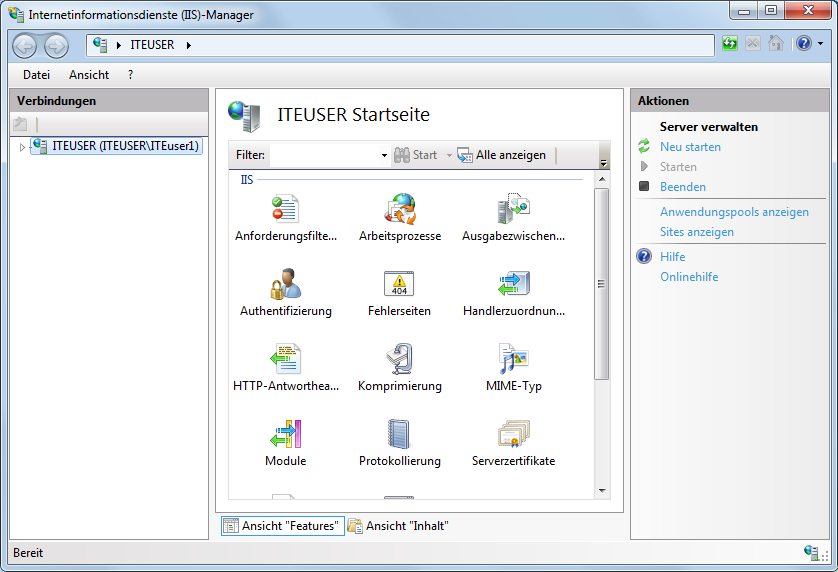 Internetinformationsdienste (IIS)-Manager
ITEUSER
Datei Ansicht ?
Verbindungen
ITEUSER (ITEUSER\ITEuser1)
ITEUSER Startseite
Filter: Start Alle anzeigen
IIS
Anforderungsfilte... Arbeitsprozesse Ausgabezwischen...
Authentifizierung Fehlerseiten Handlerzuordnun...
HTTP-Antworthea... Komprimierung MIME-Typ
Module Protokollierung Serverzertifikate
404
Ansicht "Features" Ansicht "Inhalt"
Aktionen
Server verwalten
Neu starten
Starten
Beenden
Anwendungspools anzeigen
Sites anzeigen
Hilfe
Onlinehilfe
Bereit